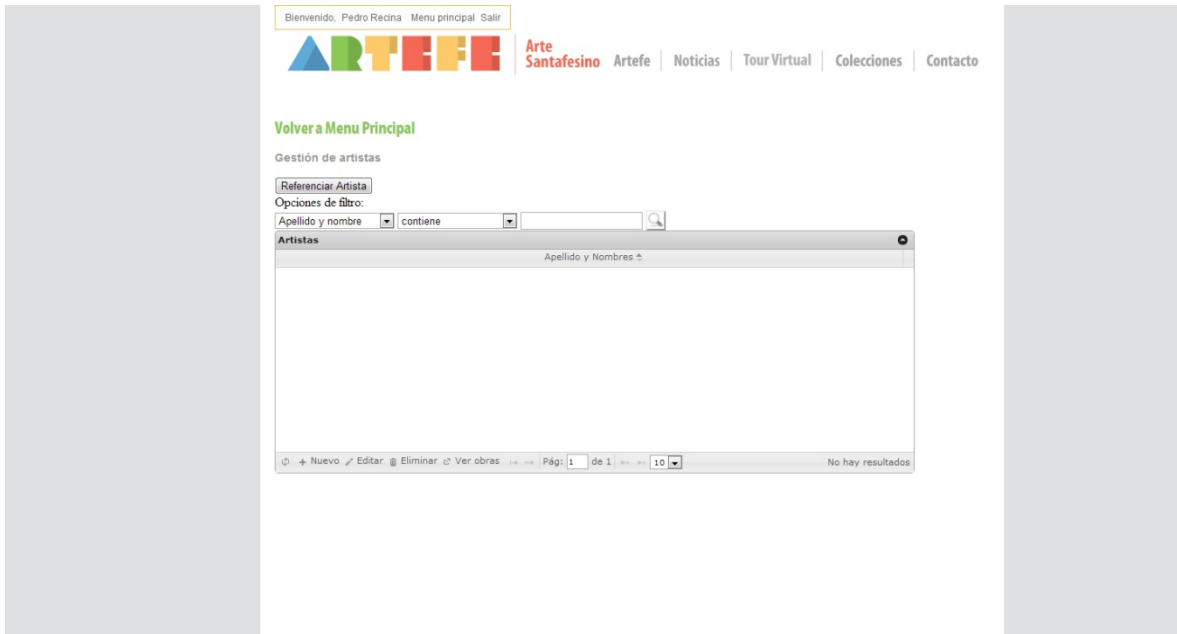 Bienvenido, Pedro Recina Menu principal Salir
ARTEFE
Arte
Santafesino
Artefe Noticias Tour Virtual Colecciones Contacto
Volver a Menu Principal
Gestión de artistas
Referenciar Artista
Opciones de filtro:
Apellido y nombre contiene
Artistas
Apellido y Nombres
Nuevo Editar Eliminar Ver obras Pág: 1 de 1 10 No hay resultados